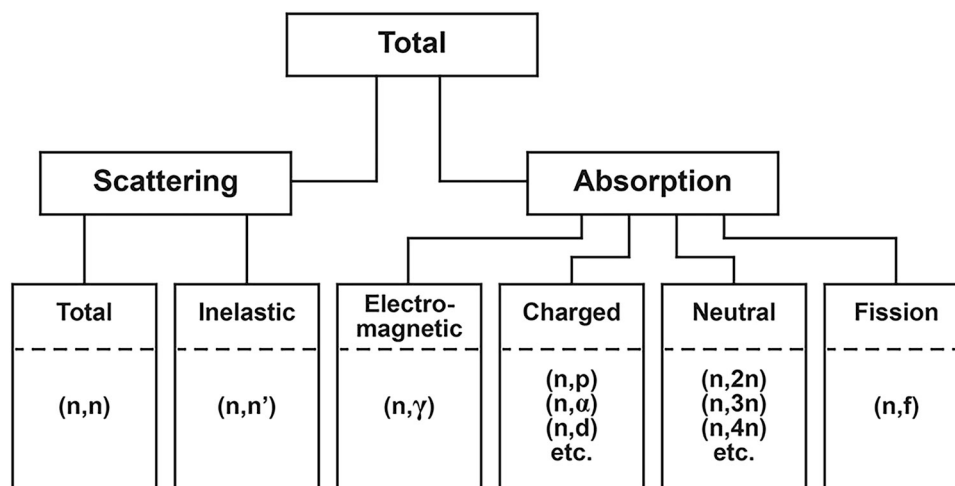 Total
Scattering
Absorption
Total
(n,n)
Inelastic
(n,n’)
Electro-
magnetic
(n,γ)
Charged
(n,p)
(n,α)
(n,d)
etc.
Neutral
(n,2n)
(n,3n)
(n,4n)
etc.
Fission
(n,f)